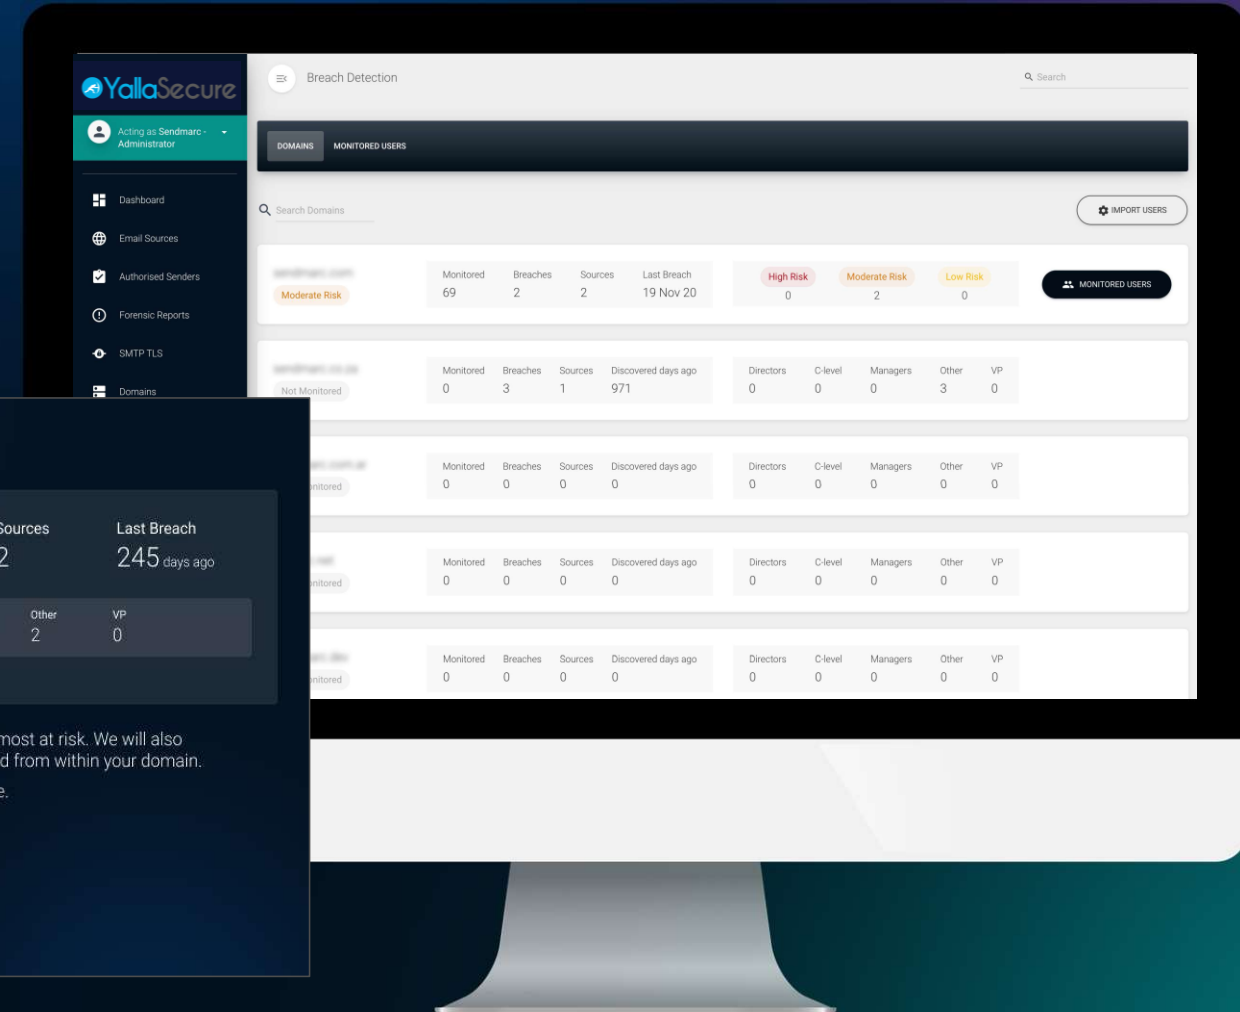 YallaSecure
Acting as Sendmarc - Administrator
Dashboard
Email Sources
Authorised Senders
Forensic Reports
SMTP TLS
Domains
Breach Detection
Search
DOMAINS MONITORED USERS
Search Domains
IMPORT USERS
sendmarc.com
Moderate Risk
Monitored Breaches Sources Last Breach
69 2 2 19 Nov 20
High Risk Moderate Risk Low Risk
0 2 0
MONITORED USERS
sendmarc.co.za
Not Monitored
Monitored Breaches Sources Discovered days ago
0 3 1 971
Directors C-level Managers Other VP
0 0 0 3 0
Monitored Breaches Sources Discovered days ago
0 0 0 0
Directors C-level Managers Other VP
0 0 0 0 0
Monitored Breaches Sources Discovered days ago
0 0 0 0
Directors C-level Managers Other VP
0 0 0 0 0
Monitored Breaches Sources Discovered days ago
0 0 0 0
Directors C-level Managers Other VP
0 0 0 0 0
Sources Last Breach
2 245 days ago
Other VP
2 0
most at risk. We will also
d from within your domain.
e.